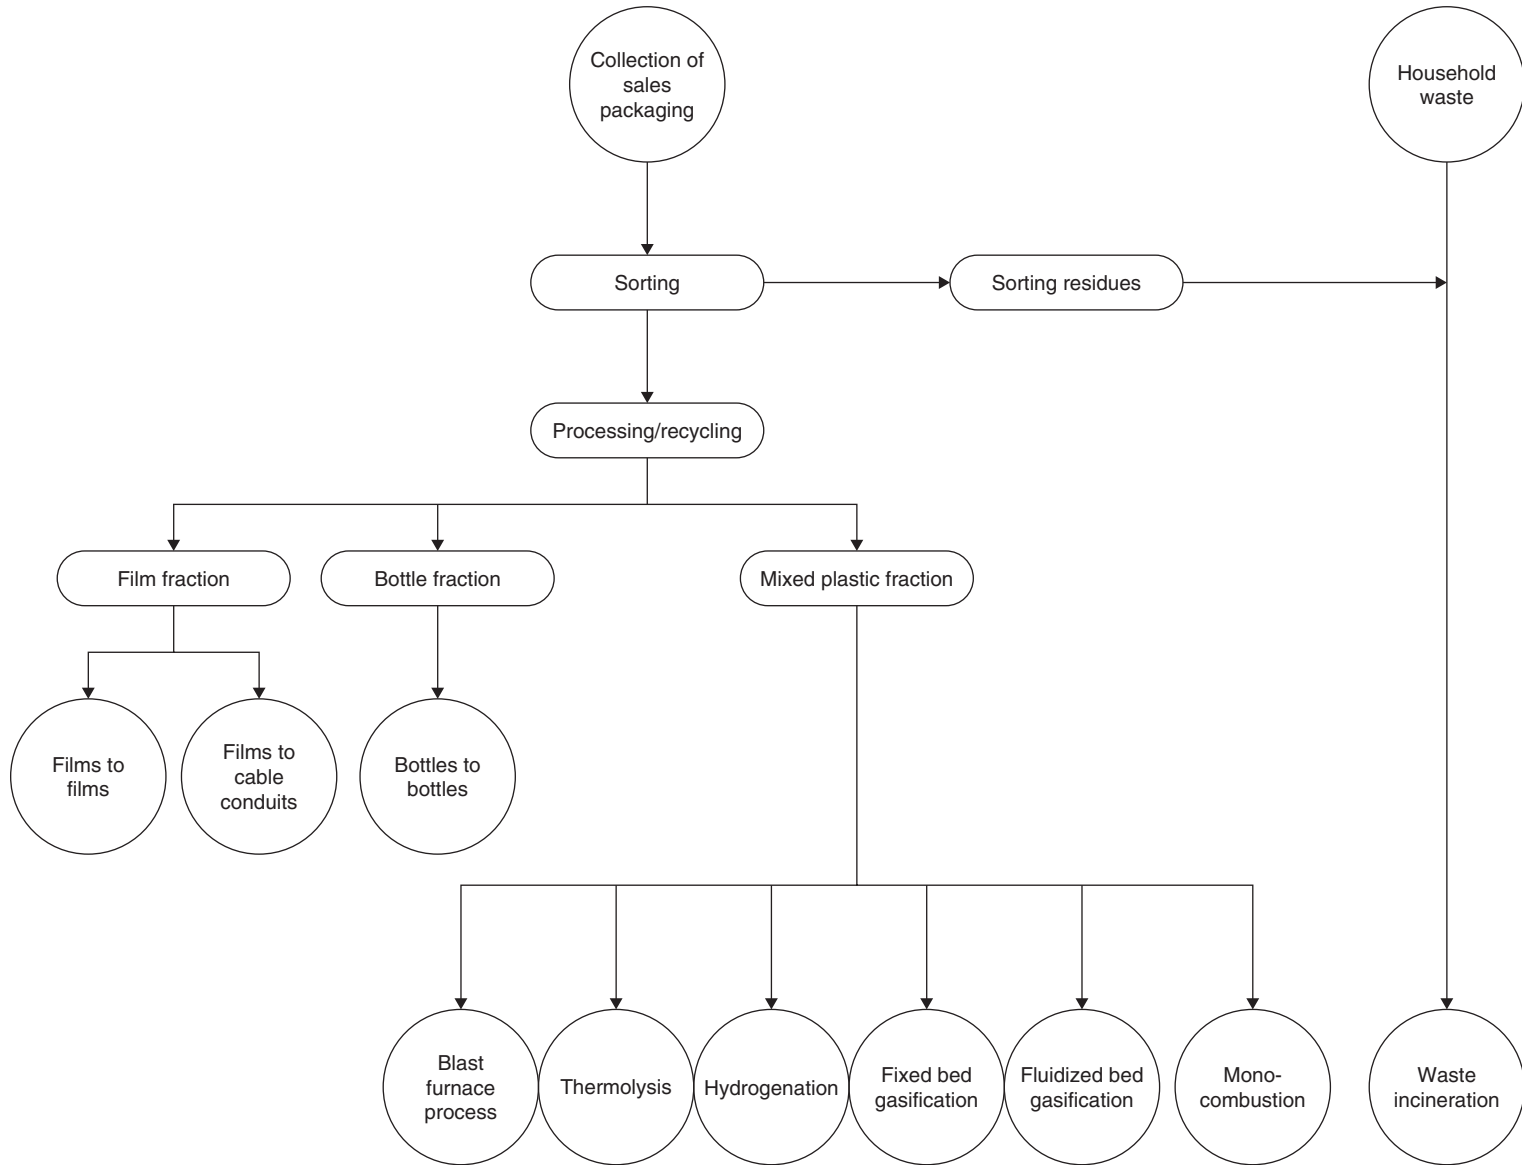 Collection of
sales
packaging
Household
waste
Sorting
Sorting residues
Processing/recycling
Film fraction
Bottle fraction
Mixed plastic fraction
Films to
films
Films to
cable
conduits
Bottles to
bottles
Blast
furnace
process
Thermolysis
Hydrogenation
Fixed bed
gasification
Fluidized bed
gasification
Mono-
combustion
Waste
incineration